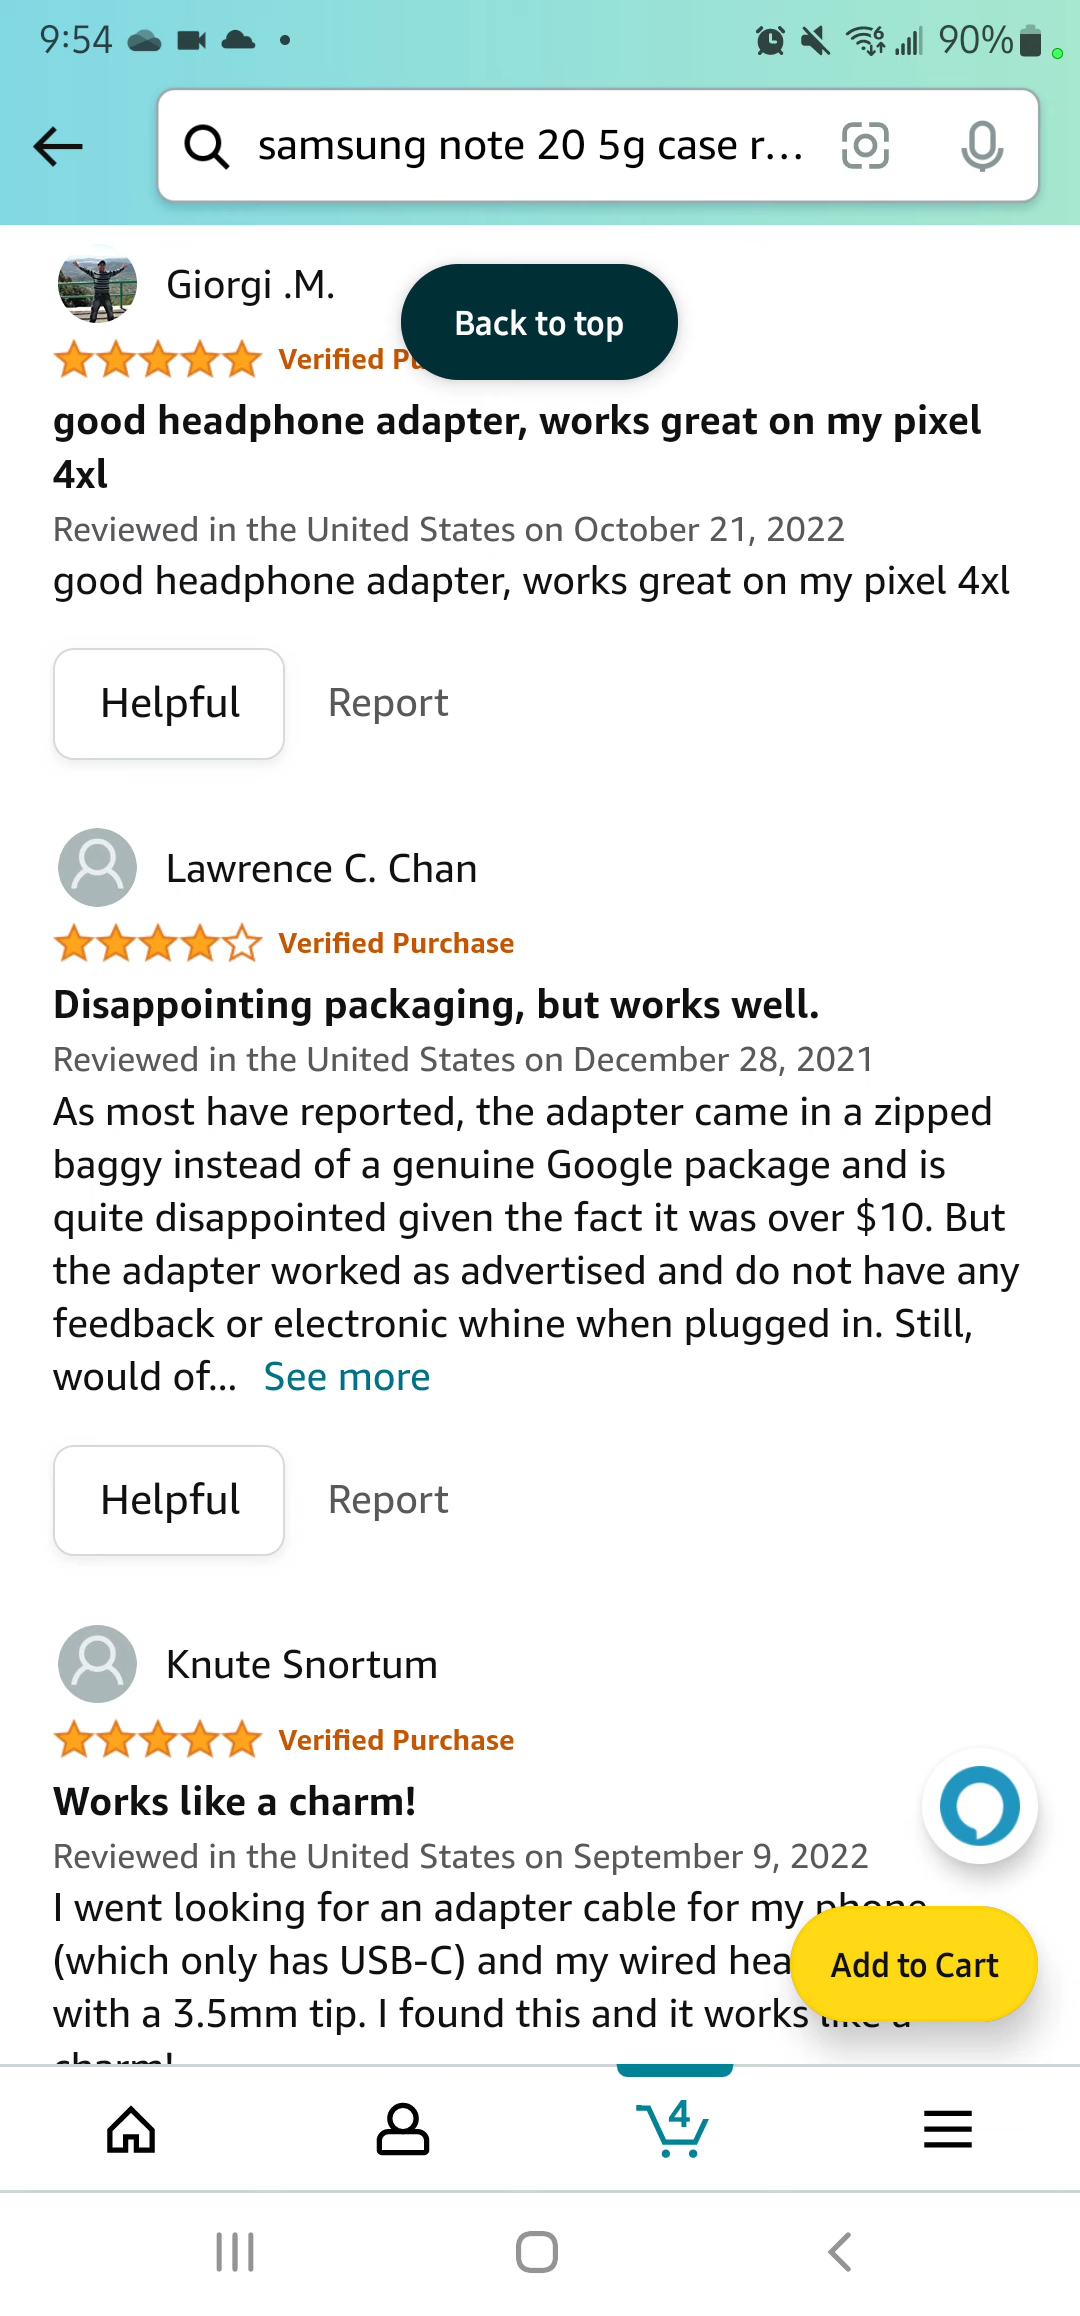 9:54
90%
samsung note 20 5g case r...
Giorgi .M.
Back to top
Verified
good headphone adapter, works great on my pixel
4xl
Reviewed in the United States on October 21, 2022
good headphone adapter, works great on my pixel 4xl
Helpful Report
Lawrence C. Chan
Verified Purchase
Disappointing packaging, but works well.
Reviewed in the United States on December 28, 2021
As most have reported, the adapter came in a zipped
baggy instead of a genuine Google package and is
quite disappointed given the fact it was over $10. But
the adapter worked as advertised and do not have any
feedback or electronic whine when plugged in. Still,
would of... See more
Helpful Report
Knute Snortum
Verified Purchase
Works like a charm!
Reviewed in the United States on September 9, 2022
I went looking for an adapter cable for my phone
(which only has USB-C) and my wired hea
Add to Cart
with a 3.5mm tip. I found this and it works like a
charm!
4